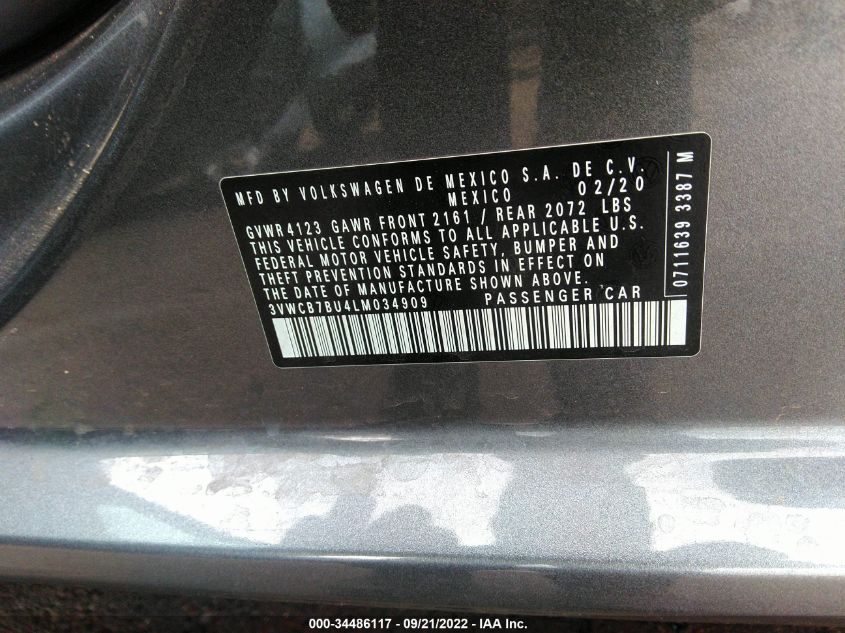 MFD BY VOLKSWAGEN DE MEXICO S.A. DE C.V.
MEXICO 02/20
GVWR 4123 GAWR FRONT 2161 / REAR 2072 LBS
THIS VEHICLE CONFORMS TO ALL APPLICABLE U.S.
FEDERAL MOTOR VEHICLE SAFETY, BUMPER AND
THEFT PREVENTION STANDARDS IN EFFECT ON
THE DATE OF MANUFACTURE SHOWN ABOVE.
3VWCB7BU4LM034909 PASSENGER CAR
0711639 3387 M
000-34486117 - 09/21/2022 - IAA Inc.